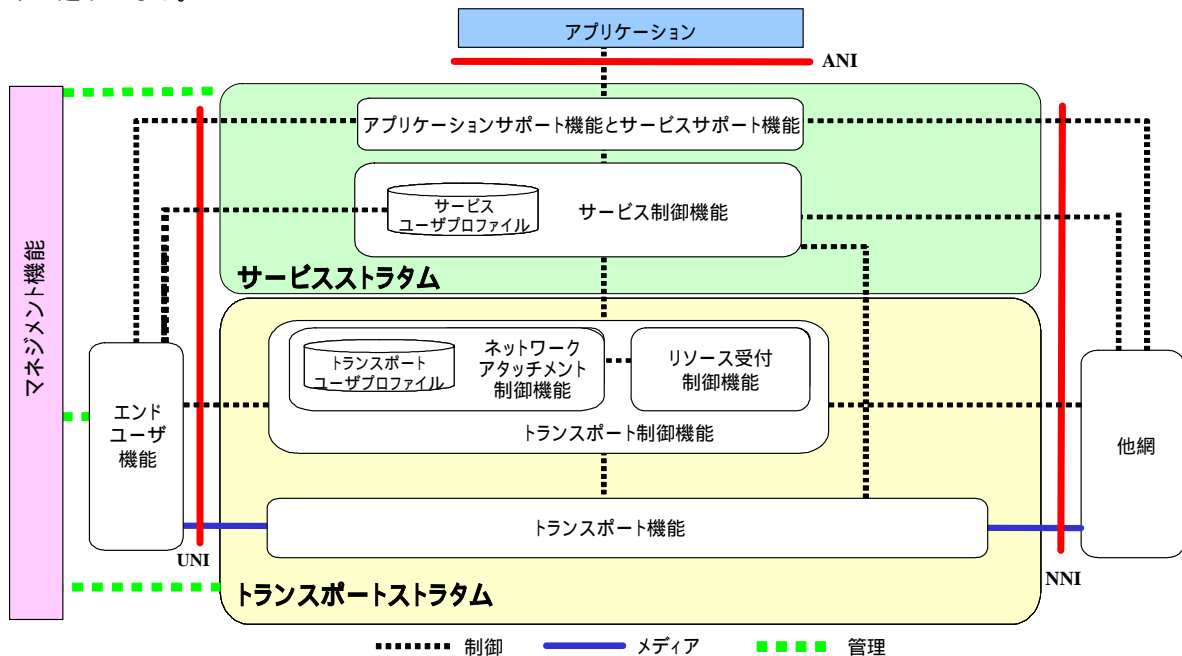 アプリケーション
ANI
アプリケーションサポート機能とサービスサポート機能
サービス
ユーザプロファイル
サービス制御機能
サービスストラタム
マネジメント機能
エンド
ユーザ
機能
トランスポート
ユーザプロファイル
ネットワーク
アタッチメント
制御機能
リソース受付
制御機能
トランスポート制御機能
他網
トランスポート機能
UNI
NNI
トランスポートストラタム
制御
メディア
管理